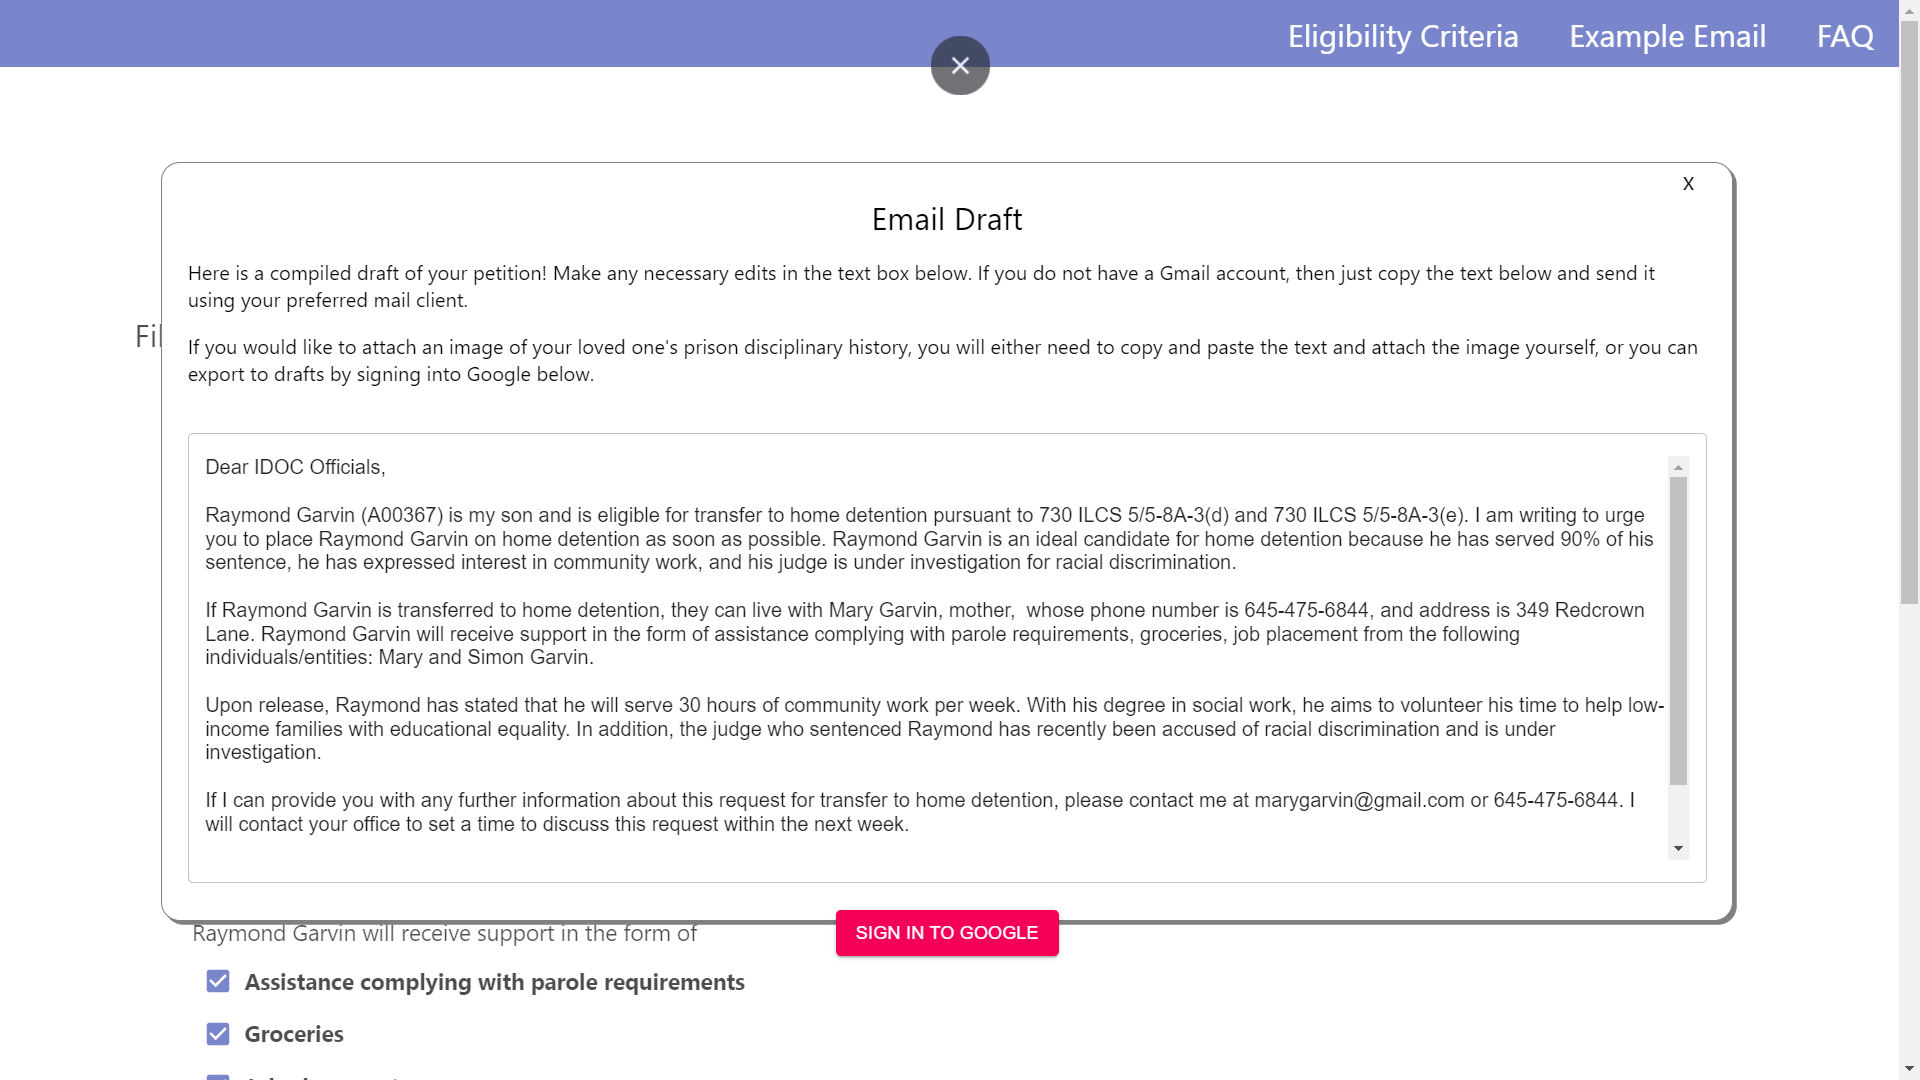 Eligibility Criteria Example Email FAQ
X
Email Draft
Here is a compiled draft of your petition! Make any necessary edits in the text box below. If you do not have a Gmail account, then just copy the text below and send it
using your preferred mail client.
If you would like to attach an image of your loved one's prison disciplinary history, you will either need to copy and paste the text and attach the image yourself, or you can
export to drafts by signing into Google below.
Dear IDOC Officials,
Raymond Garvin (A00367) is my son and is eligible for transfer to home detention pursuant to 730 ILCS 5/5-8A-3(d) and 730 ILCS 5/5-8A-3(e). I am writing to urge
you to place Raymond Garvin on home detention as soon as possible. Raymond Garvin is an ideal candidate for home detention because he has served 90% of his
sentence, he has expressed interest in community work, and his judge is under investigation for racial discrimination.
If Raymond Garvin is transferred to home detention, they can live with Mary Garvin, mother,  whose phone number is 645-475-6844, and address is 349 Redcrown
Lane. Raymond Garvin will receive support in the form of assistance complying with parole requirements, groceries, job placement from the following
individuals/entities: Mary and Simon Garvin.
Upon release, Raymond has stated that he will serve 30 hours of community work per week. With his degree in social work, he aims to volunteer his time to help low-
income families with educational equality. In addition, the judge who sentenced Raymond has recently been accused of racial discrimination and is under
investigation.
If I can provide you with any further information about this request for transfer to home detention, please contact me at marygarvin@gmail.com or 645-475-6844. I
will contact your office to set a time to discuss this request within the next week.
SIGN IN TO GOOGLE
Raymond Garvin will receive support in the form of
Assistance complying with parole requirements
Groceries